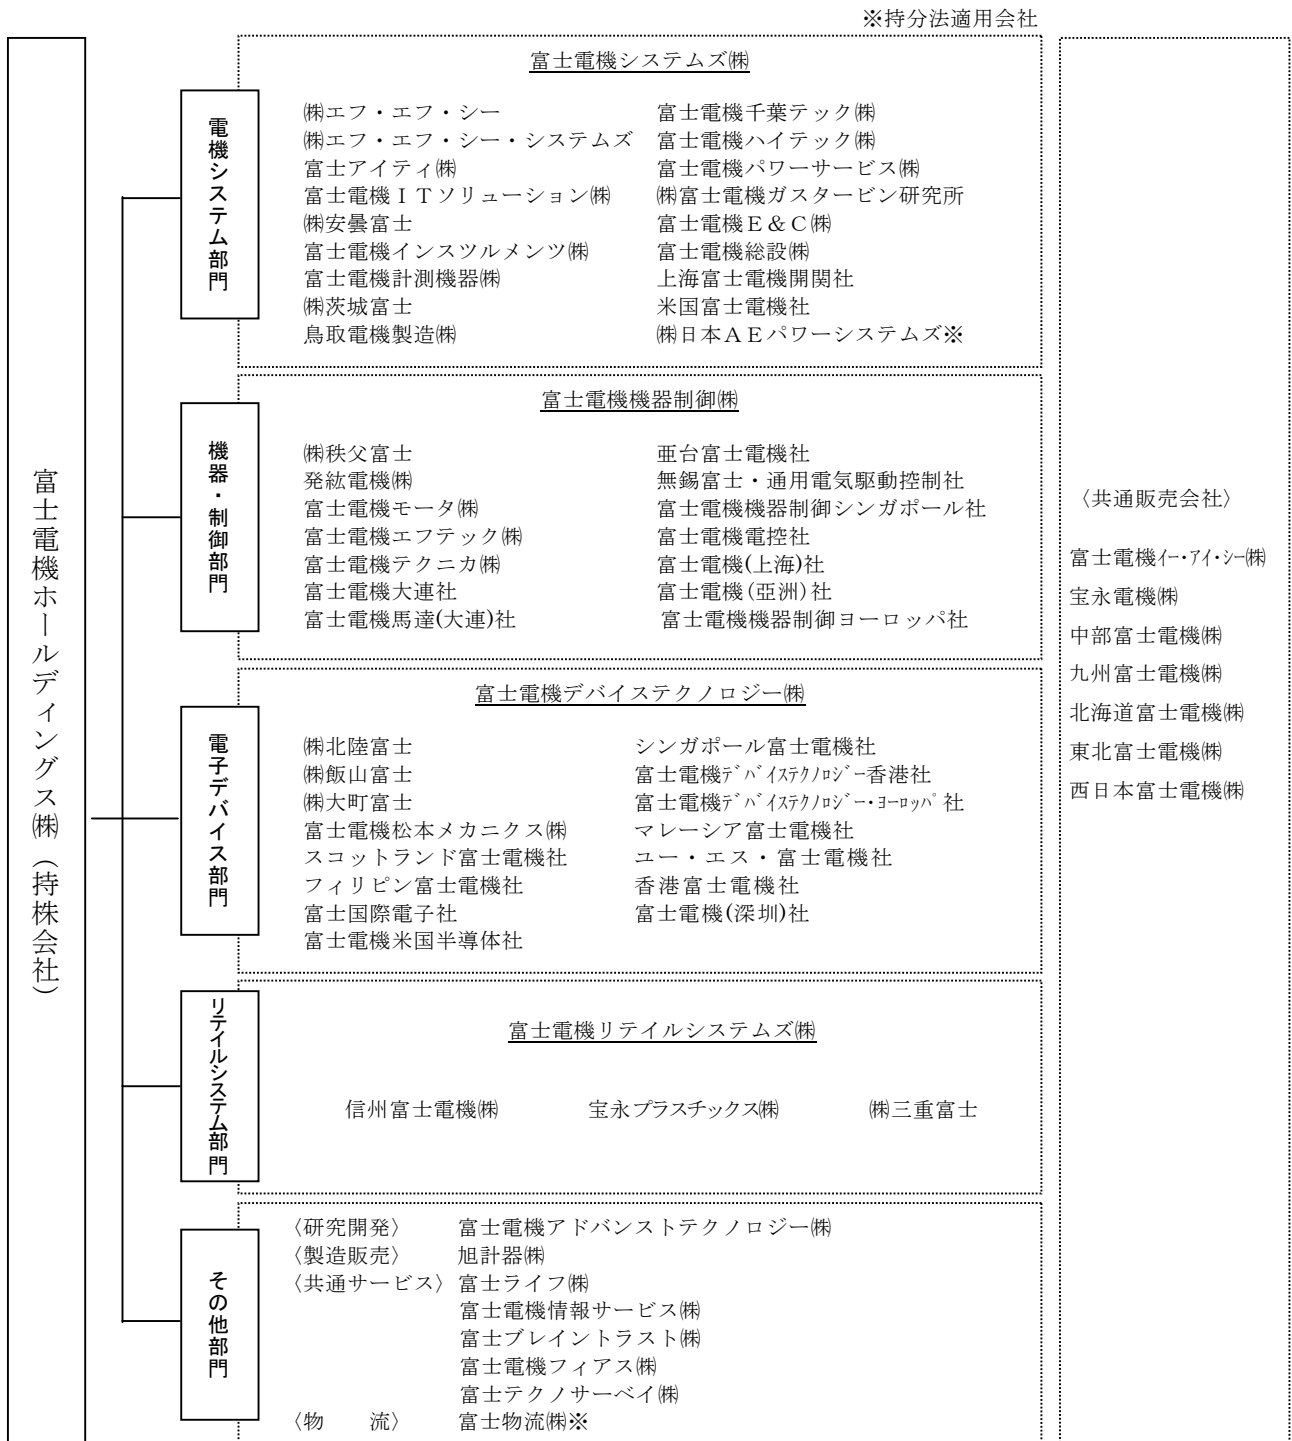 ※持分法適用会社
富士電機ホールディングス㈱（持株会社）
電機システム部門
富士電機システムズ㈱
㈱エフ・エフ・シー 富士電機千葉テック㈱
㈱エフ・エフ・シー・システムズ 富士電機ハイテック㈱
富士アイティ㈱ 富士電機パワーサービス㈱
富士電機ＩＴソリューション㈱ ㈱富士電機ガスタービン研究所
㈱安曇富士 富士電機Ｅ＆Ｃ㈱
富士電機インスツルメンツ㈱ 富士電機総設㈱
富士電機計測機器㈱ 上海富士電機開関社
㈱茨城富士 米国富士電機社
鳥取電機製造㈱ ㈱日本ＡＥパワーシステムズ※
機器・制御部門
富士電機機器制御㈱
㈱秩父富士 亜台富士電機社
発紘電機㈱ 無錫富士・通用電気駆動控制社
富士電機モータ㈱ 富士電機機器制御シンガポール社
富士電機エフテック㈱ 富士電機電控社
富士電機テクニカ㈱ 富士電機(上海)社
富士電機大連社 富士電機(亞洲)社
富士電機馬達(大連)社 富士電機機器制御ヨーロッパ社
電子デバイス部門
富士電機デバイステクノロジー㈱
㈱北陸富士 シンガポール富士電機社
㈱飯山富士 富士電機ﾃﾞﾊﾞｲｽﾃｸﾉﾛｼﾞｰ香港社
㈱大町富士 富士電機ﾃﾞﾊﾞｲｽﾃｸﾉﾛｼﾞｰ･ﾖｰﾛｯﾊﾟ社
富士電機松本メカニクス㈱ マレーシア富士電機社
スコットランド富士電機社 ユー・エス・富士電機社
フィリピン富士電機社 香港富士電機社
富士国際電子社 富士電機(深圳)社
富士電機米国半導体社
リテイルシステム部門
富士電機リテイルシステムズ㈱
信州富士電機㈱ 宝永プラスチックス㈱ ㈱三重富士
その他部門
〈研究開発〉 富士電機アドバンストテクノロジー㈱
〈製造販売〉 旭計器㈱
〈共通サービス〉富士ライフ㈱
富士電機情報サービス㈱
富士ブレイントラスト㈱
富士電機フィアス㈱
富士テクノサーベイ㈱
〈物　　流〉 富士物流㈱※
〈共通販売会社〉
富士電機ｲｰ･ｱｲ･ｼｰ㈱
宝永電機㈱
中部富士電機㈱
九州富士電機㈱
北海道富士電機㈱
東北富士電機㈱
西日本富士電機㈱